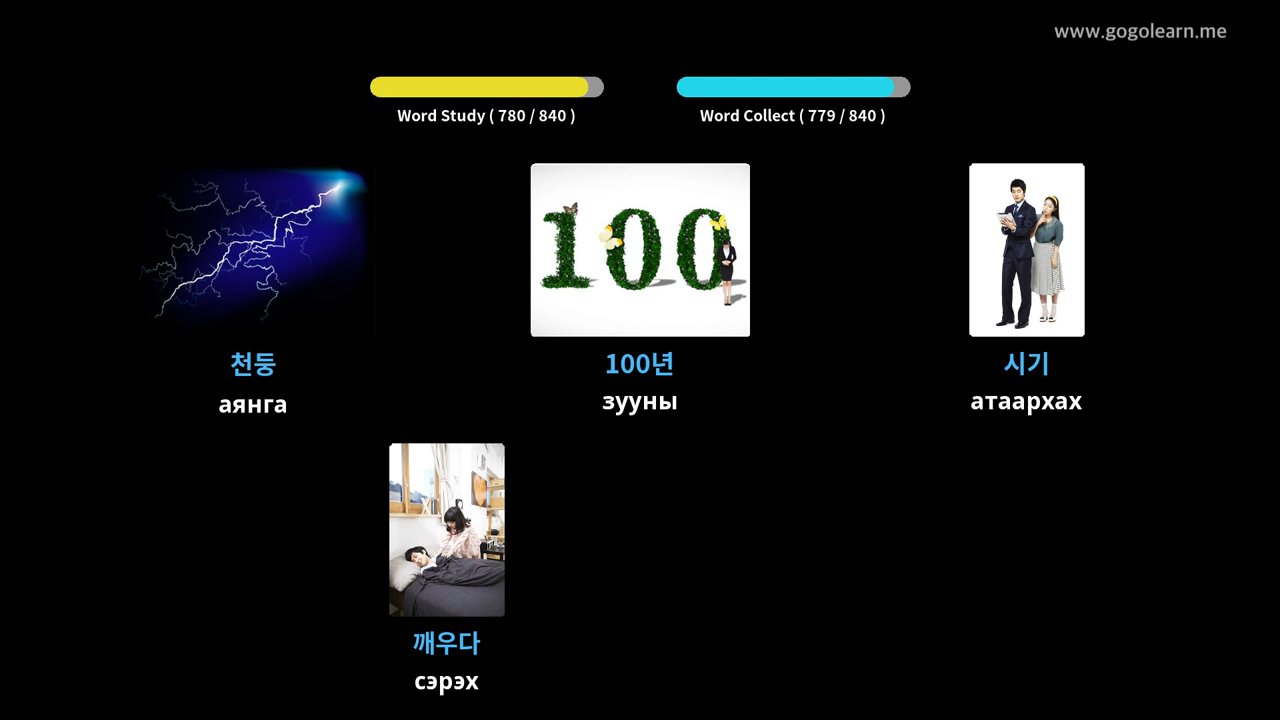 www.gogolearn.me
Word Study ( 780 / 840 )
Word Collect ( 779 / 840 )
천둥
100년
시기
аянга
зууны
атаархах
깨우다
сэрэх